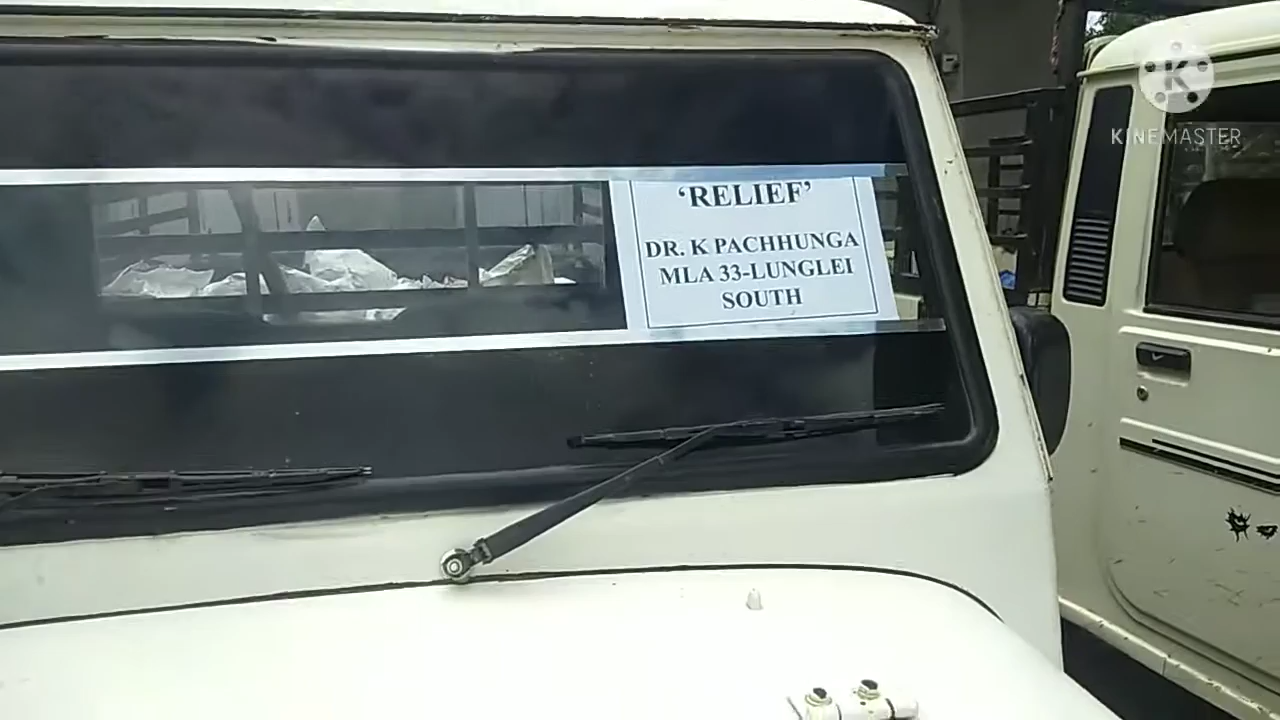 ‘RELIEF’
DR. K PACHHUNGA
MLA 33-LUNGLEI
SOUTH
K
KINEMASTER